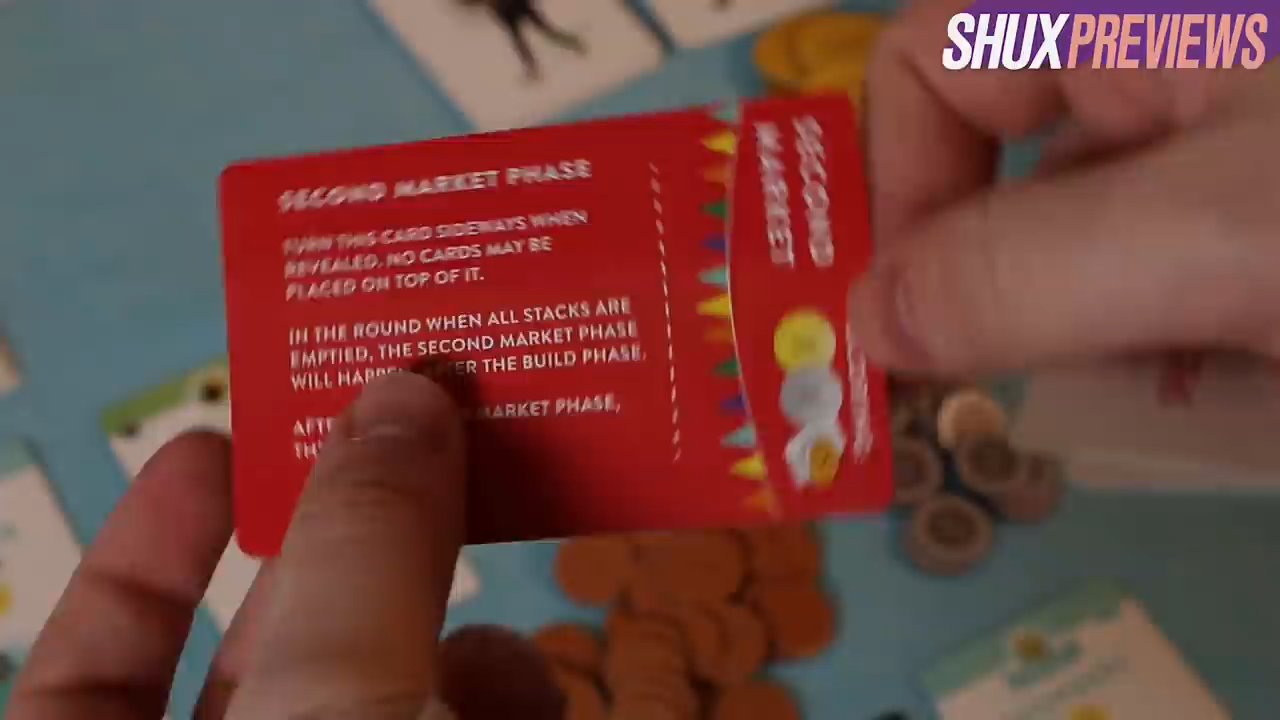 SHUXPREVIEWS
SECOND MARKET PHASE
TURN THIS CARD SIDEWAYS WHEN
REVEALED. NO CARDS MAY BE
PLACED ON TOP OF IT.
IN THE ROUND WHEN ALL STACKS ARE
EMPTIED, THE SECOND MARKET PHASE
WILL THE BUILD PHASE.
MARKET PHASE,
SECOND
MARKET